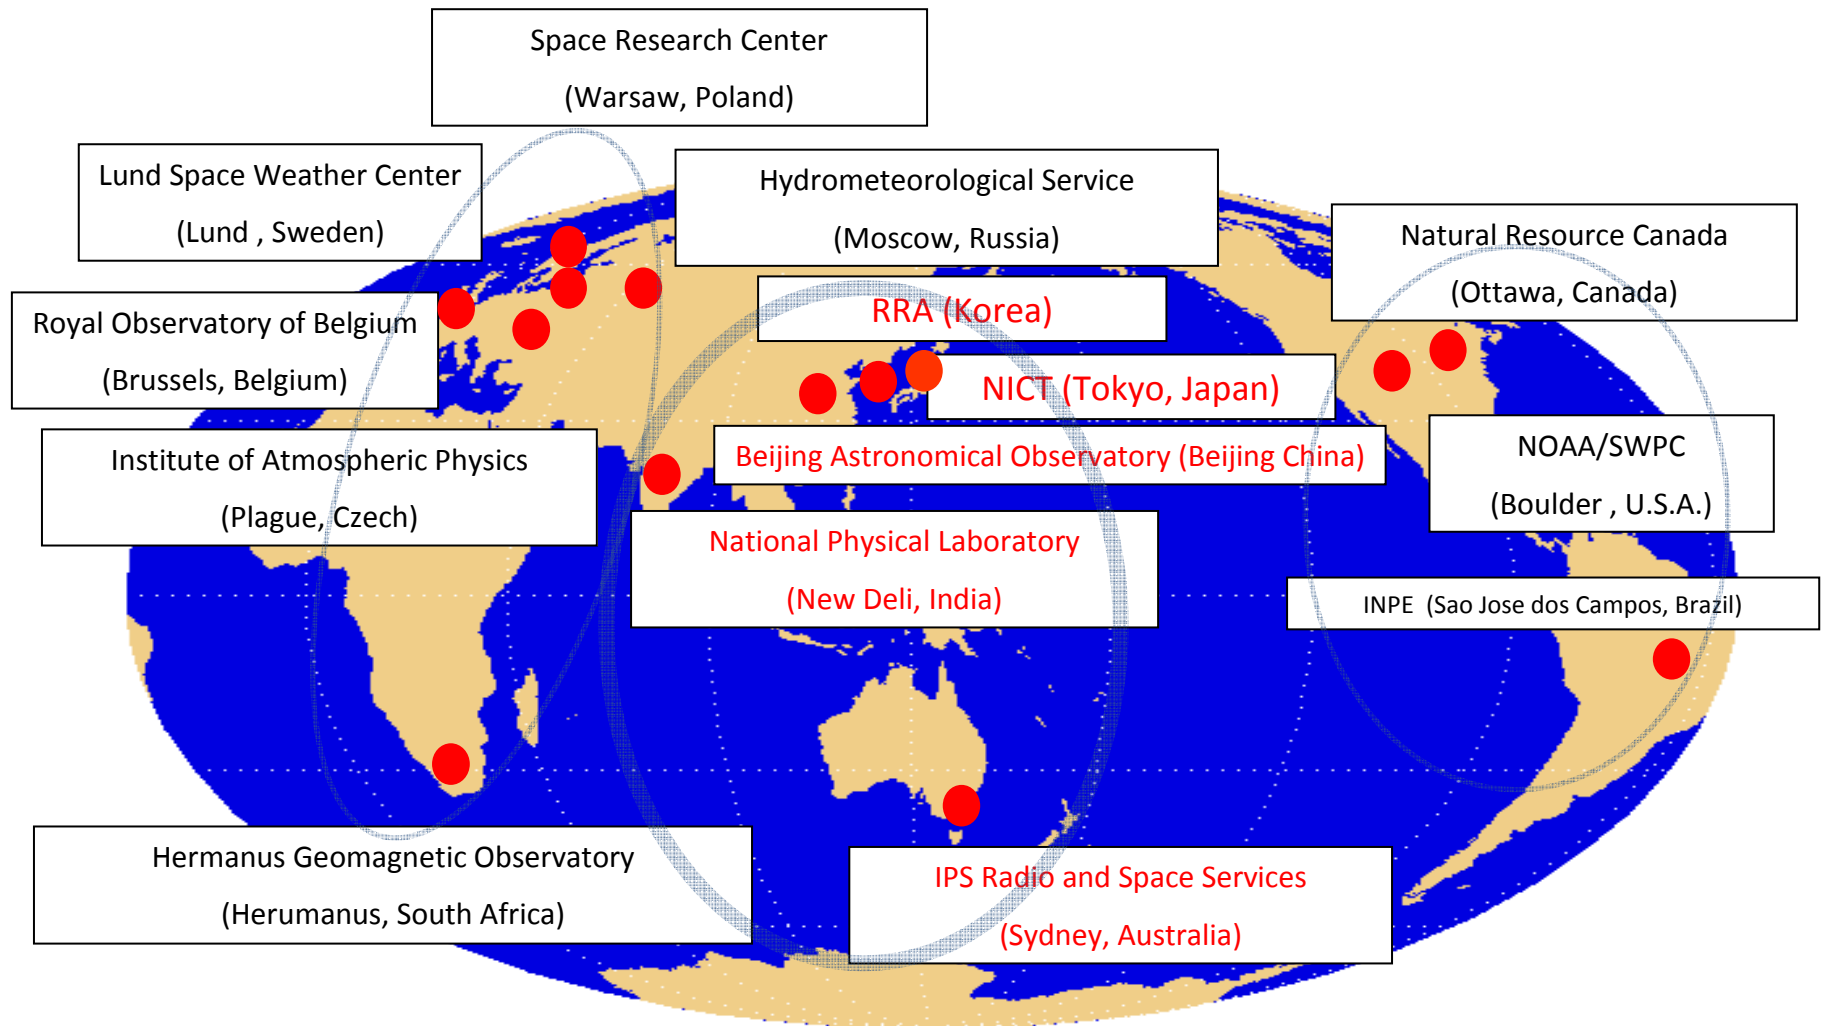 Space Research Center
(Warsaw, Poland)
Lund Space Weather Center
(Lund , Sweden)
Hydrometeorological Service
(Moscow, Russia)
Natural Resource Canada
(Ottawa, Canada)
Royal Observatory of Belgium
(Brussels, Belgium)
RRA (Korea)
NICT (Tokyo, Japan)
Beijing Astronomical Observatory (Beijing China)
Institute of Atmospheric Physics
(Plague, Czech)
NOAA/SWPC
(Boulder , U.S.A.)
National Physical Laboratory
(New Deli, India)
INPE (Sao Jose dos Campos, Brazil)
Hermanus Geomagnetic Observatory
(Herumanus, South Africa)
IPS Radio and Space Services
(Sydney, Australia)